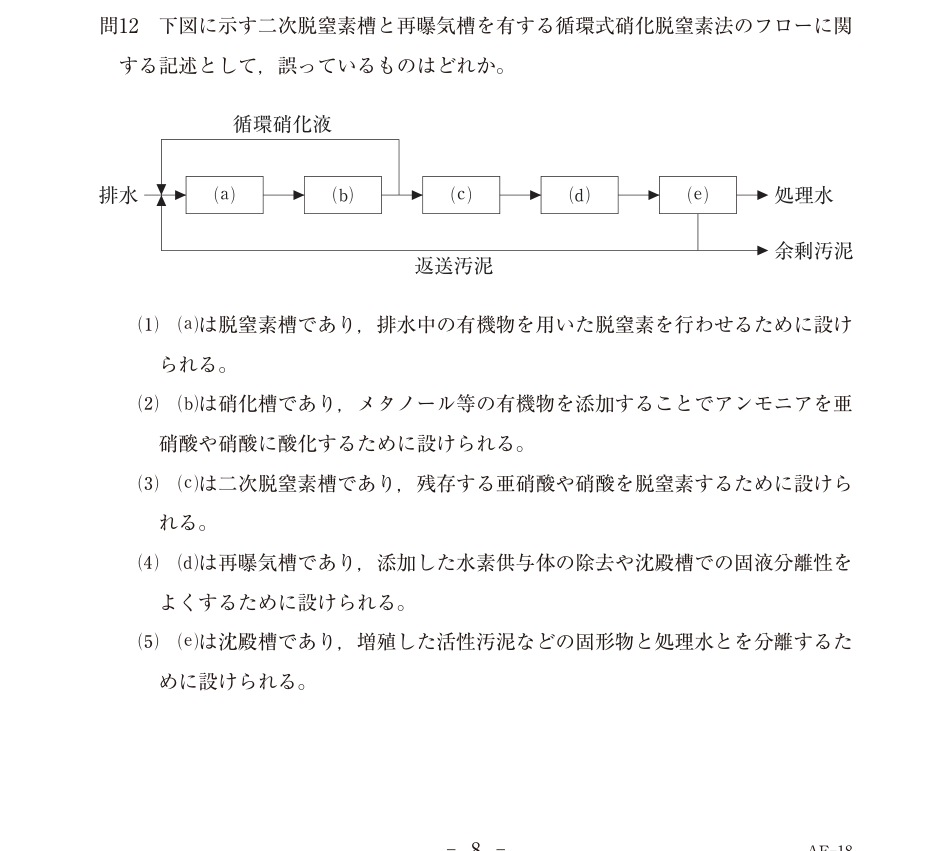 問12 下図に示す二次脱窒素槽と再曝気槽を有する循環式硝化脱窒素法のフローに関
する記述として，誤っているものはどれか。
循環硝化液
排水
(a)
(b)
(c)
(d)
(e)
処理水
余剰汚泥
返送汚泥
(1) (a)は脱窒素槽であり，排水中の有機物を用いた脱窒素を行わせるために設け
られる。
(2) (b)は硝化槽であり，メタノール等の有機物を添加することでアンモニアを亜
硝酸や硝酸に酸化するために設けられる。
(3) (c)は二次脱窒素槽であり，残存する亜硝酸や硝酸を脱窒素するために設けら
れる。
(4) (d)は再曝気槽であり，添加した水素供与体の除去や沈殿槽での固液分離性を
よくするために設けられる。
(5) (e)は沈殿槽であり，増殖した活性汚泥などの固形物と処理水とを分離するた
めに設けられる。
− 8 −